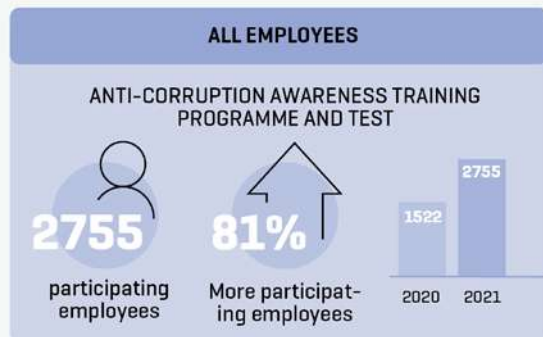 ALL EMPLOYEES
ANTI-CORRUPTION AWARENESS TRAINING
PROGRAMME AND TEST
2755
participating
employees
81%
More participat-
ing employees
1522
2755
2020
2021